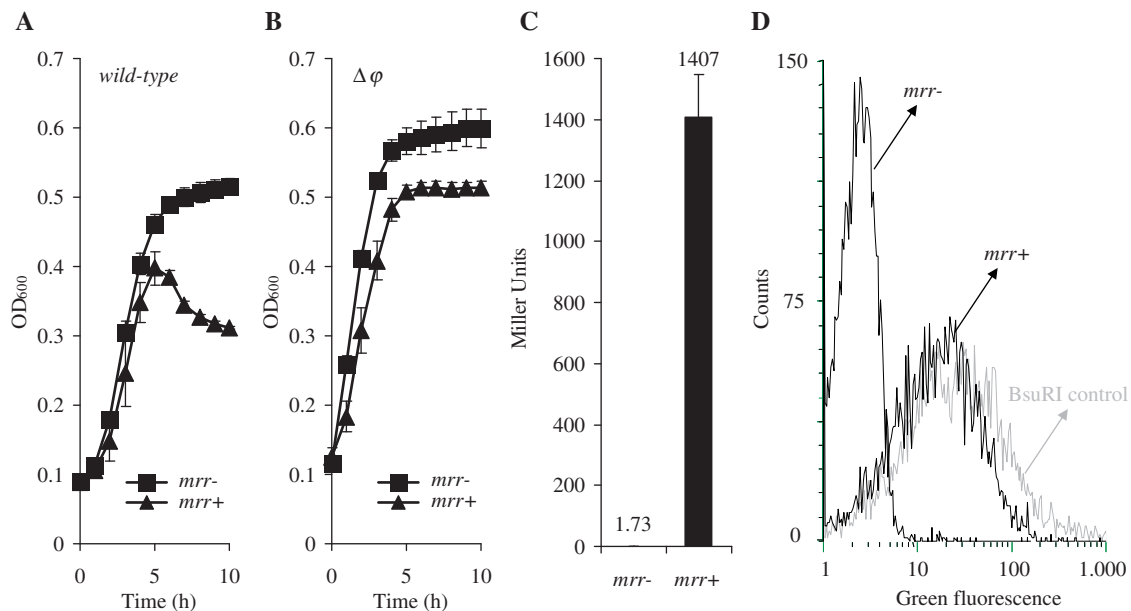 A
OD600
0.7
0.6
0.5
0.4
0.3
0.2
0.1
0
wild-type
mrr-
mrr+
0 5 10
Time (h)
B
OD600
0.7
0.6
0.5
0.4
0.3
0.2
0.1
0
Δφ
mrr-
mrr+
0 5 10
Time (h)
C
Miller Units
1600
1400
1200
1000
800
600
400
200
0
1.73
1407
mrr- mrr+
D
Counts
150
75
0
mrr-
mrr+
BsuRI control
1 10 100 1.000
Green fluorescence